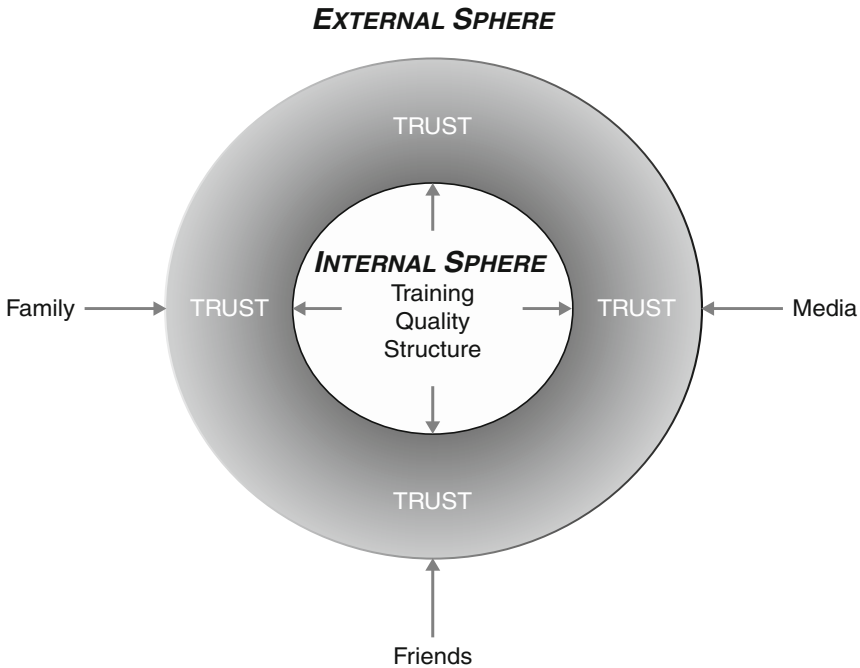 EXTERNAL SPHERE
TRUST
INTERNAL SPHERE
Training
Family
TRUST
TRUST
Media
Quality
Structure
TRUST
Friends